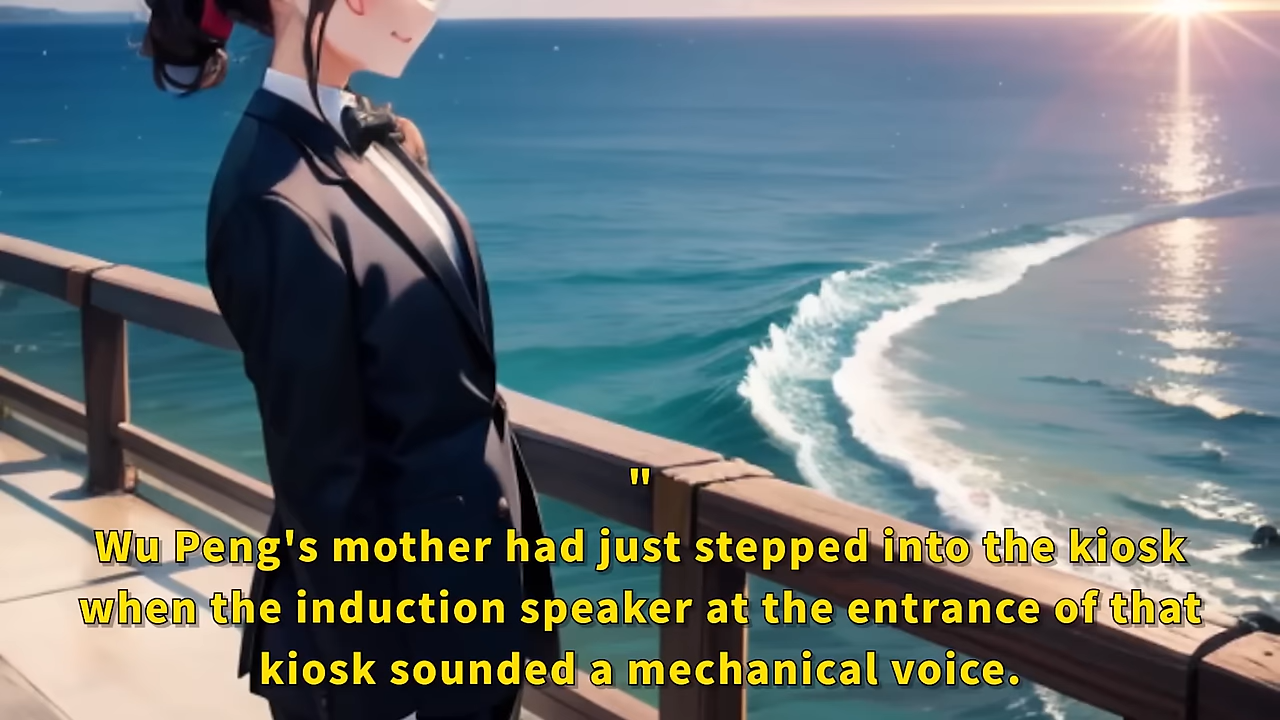 "
Wu Peng's mother had just stepped into the kiosk
when the induction speaker at the entrance of that
kiosk sounded a mechanical voice.